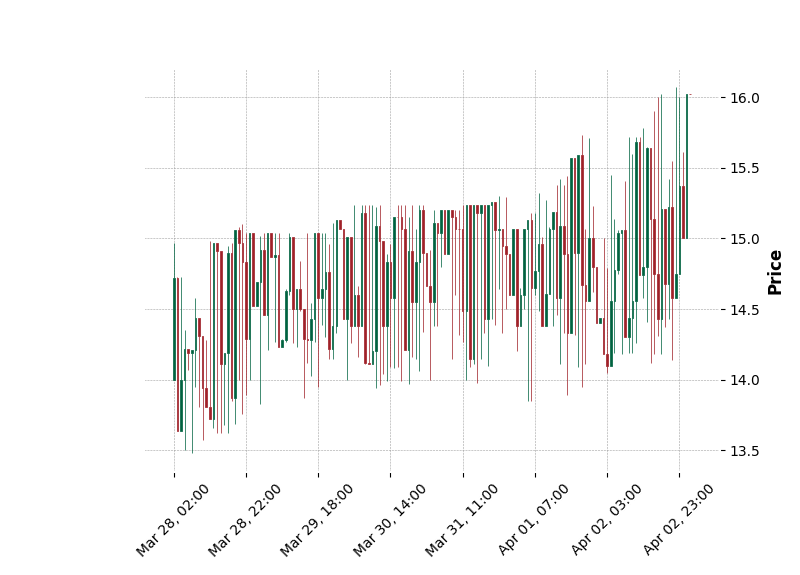 16.0
15.5
15.0
14.5
14.0
13.5
Price
Mar 28, 02:00
Mar 28, 22:00
Mar 29, 18:00
Mar 30, 14:00
Mar 31, 11:00
Apr 01, 07:00
Apr 02, 03:00
Apr 02, 23:00